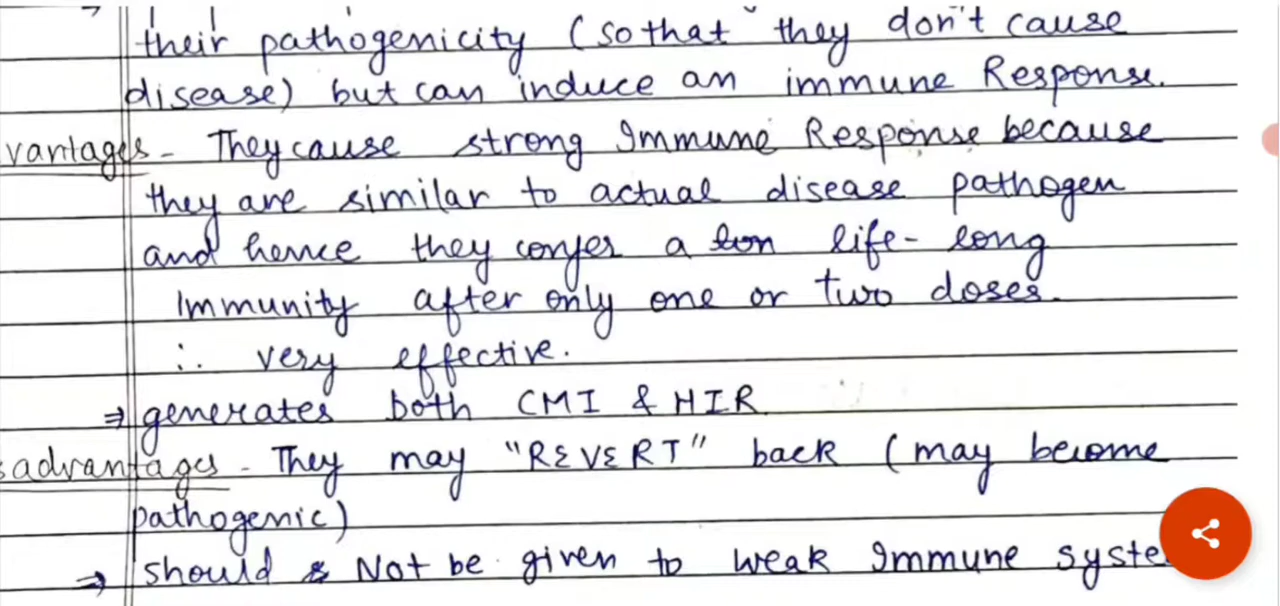 their pathogenicity (so that they don't cause
disease) but can induce an immune Response.
vantages - They cause strong Immune Response because
they are similar to actual disease pathogen
and hence they confer a lon life-long
Immunity after only one or two doses.
∴ very effective.
⇒ generates both CMI & HIR
sadvantages - They may "REVERT" back (may become
pathogenic)
⇒ should Not be given to weak Immune syste